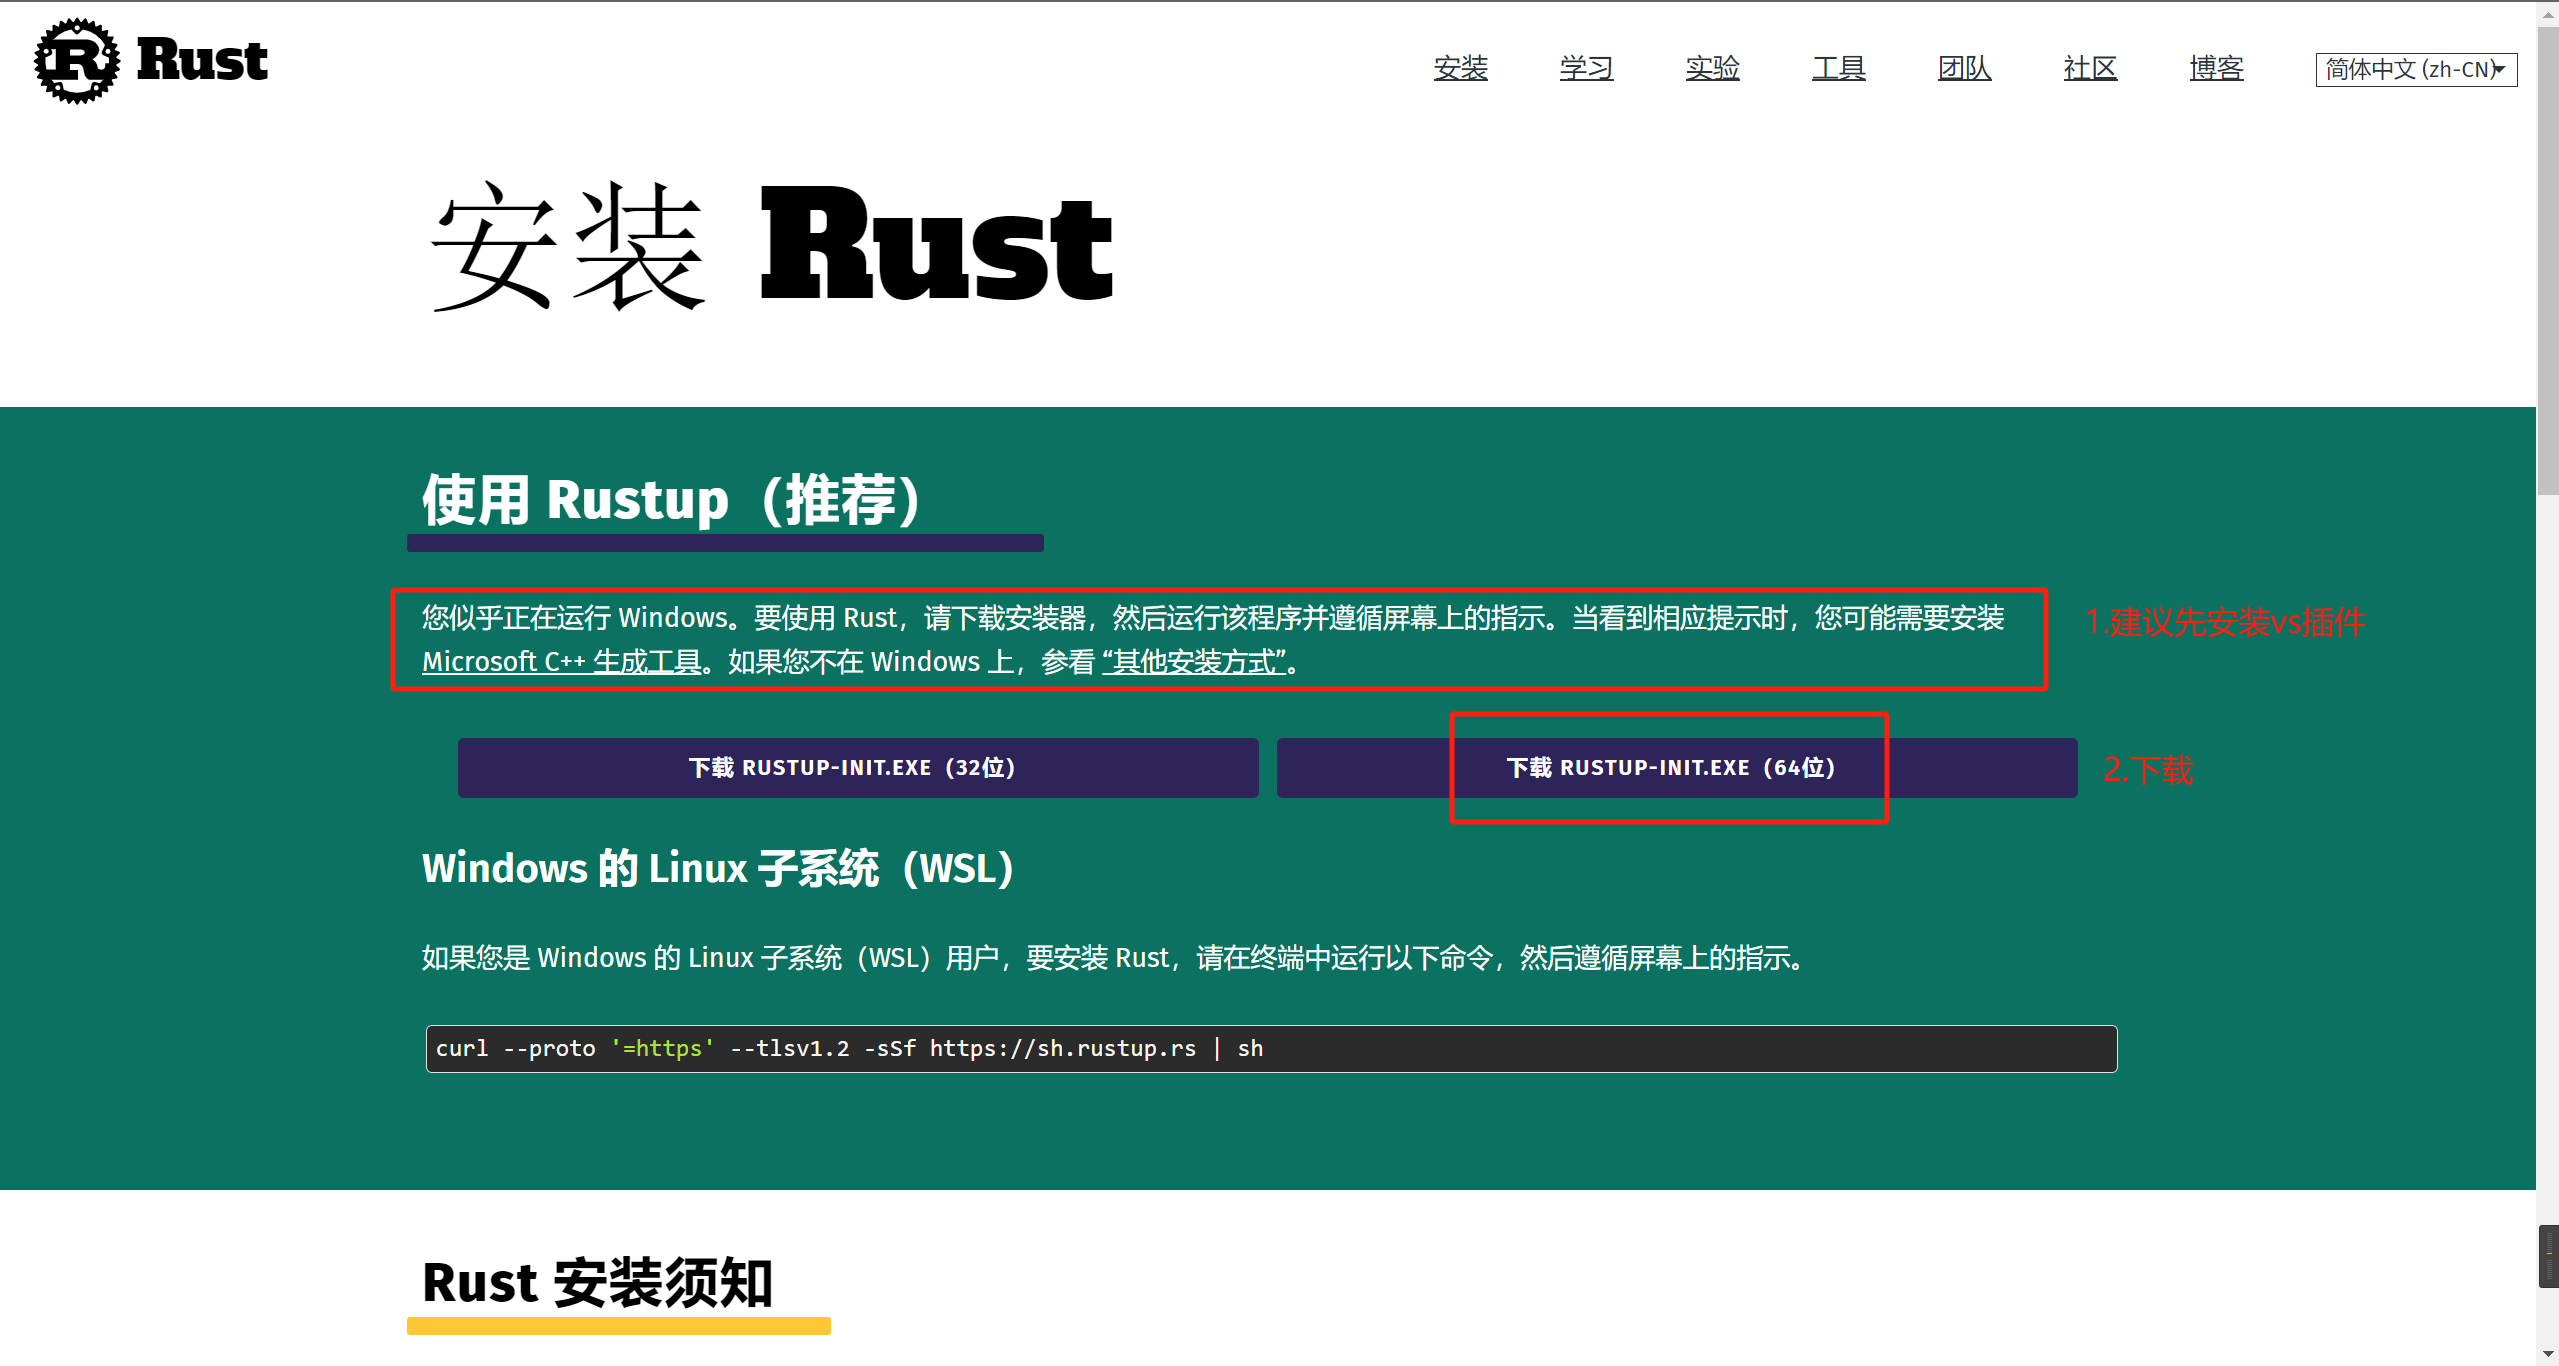 Rust
安装
学习
实验
工具
团队
社区
博客
简体中文 (zh-CN)
安装 Rust
使用 Rustup（推荐）
您似乎正在运行 Windows。要使用 Rust，请下载安装器，然后运行该程序并遵循屏幕上的指示。当看到相应提示时，您可能需要安装
Microsoft C++ 生成工具。如果您不在 Windows 上，参看 “其他安装方式”。
1.建议先安装vs插件
下载 RUSTUP-INIT.EXE（32位）
下载 RUSTUP-INIT.EXE（64位）
2.下载
Windows 的 Linux 子系统（WSL）
如果您是 Windows 的 Linux 子系统（WSL）用户，要安装 Rust，请在终端中运行以下命令，然后遵循屏幕上的指示。
curl --proto '=https' --tlsv1.2 -sSf https://sh.rustup.rs | sh
Rust 安装须知